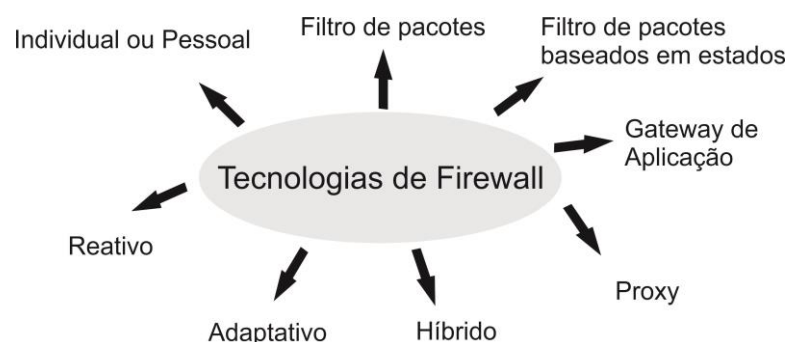 Individual ou Pessoal
Filtro de pacotes
Filtro de pacotes
baseados em estados
Gateway de
Aplicação
Tecnologias de Firewall
Reativo
Proxy
Adaptativo
Híbrido